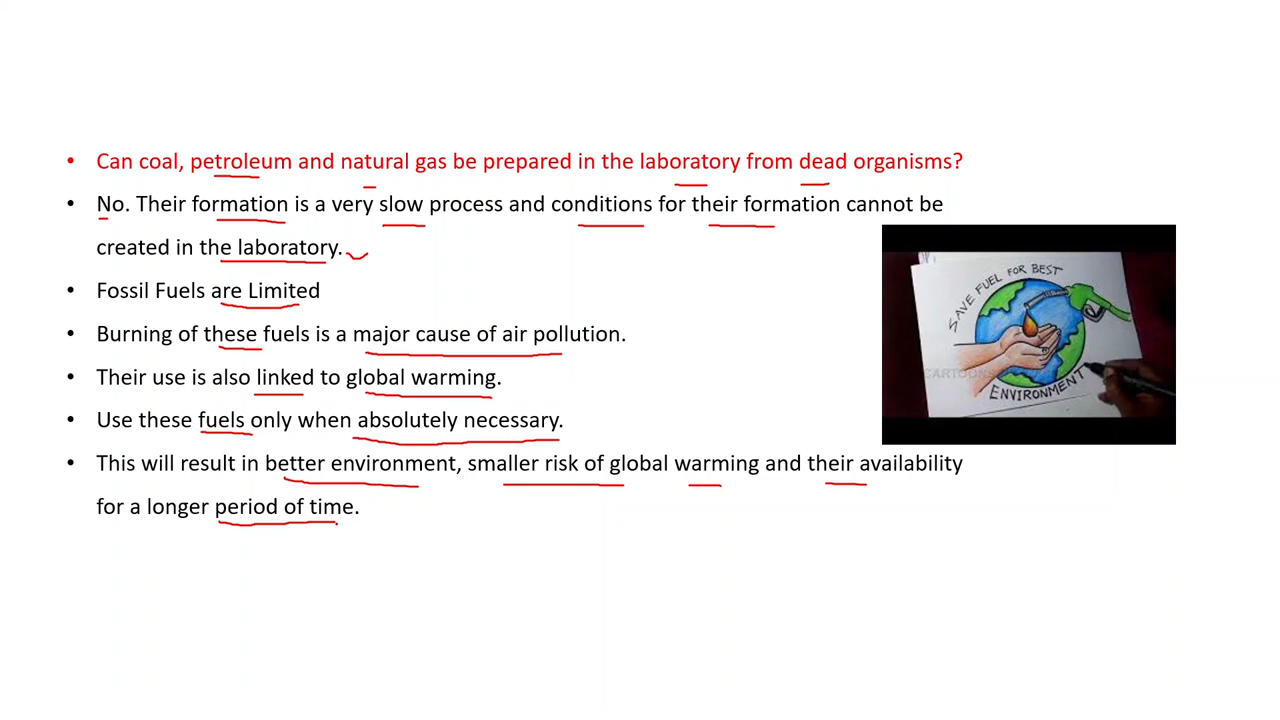 • Can coal, petroleum and natural gas be prepared in the laboratory from dead organisms?
• No. Their formation is a very slow process and conditions for their formation cannot be
created in the laboratory.
• Fossil Fuels are Limited
• Burning of these fuels is a major cause of air pollution.
• Their use is also linked to global warming.
• Use these fuels only when absolutely necessary.
• This will result in better environment, smaller risk of global warming and their availability
for a longer period of time.
SAVE FUEL FOR BEST
CARTOONS
ENVIRONMENT